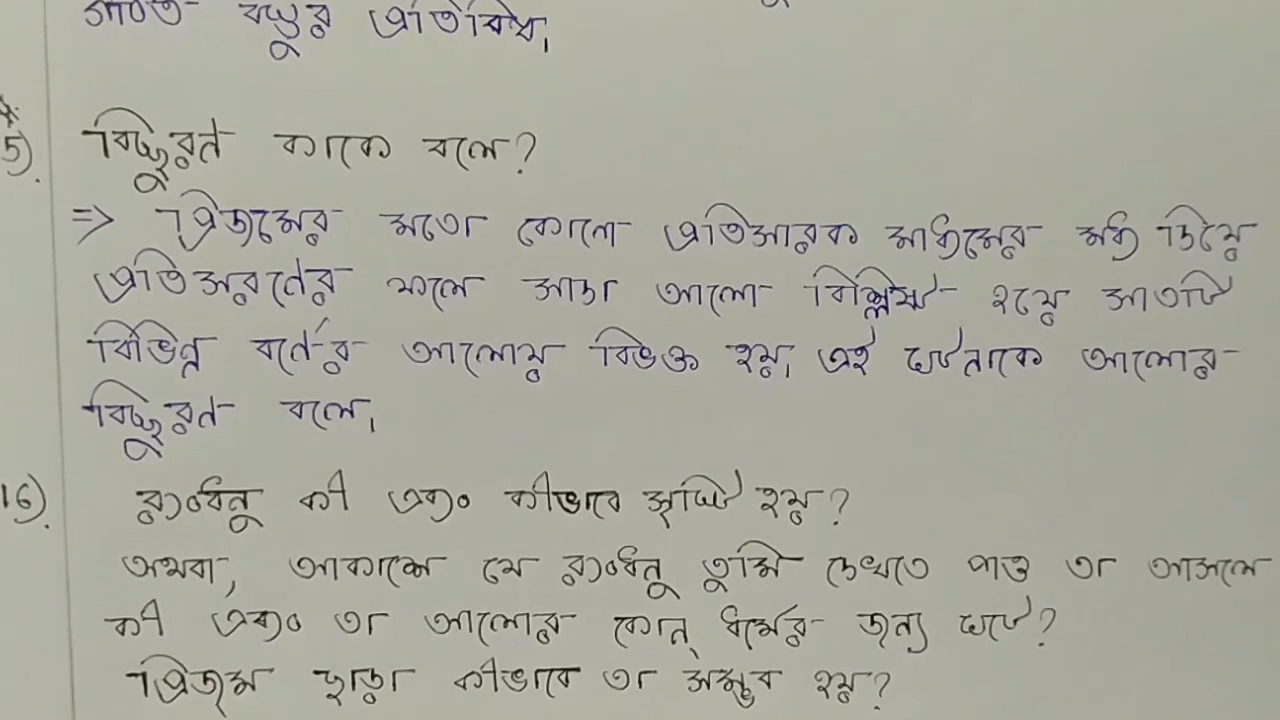 বস্তুর প্রতিবিম্ব।
5). বিচ্ছুরণ কাকে বলে?
=> প্রিজমের মতো কোনো প্রতিসারক মাধ্যমের মধ্য দিয়ে
প্রতিসরণের ফলে সাদা আলো বিশ্লিষ্ট হয়ে সাতটি
বিভিন্ন বর্ণের আলোয় বিভক্ত হয়। এই ঘটনাকে আলোর
বিচ্ছুরণ বলে।
16). রংধনু কী এবং কীভাবে সৃষ্টি হয়?
অথবা, আকাশে যে রংধনু তুমি দেখতে পাও তা আসলে
কী এবং তা আলোর কোন্ ধর্মের জন্য ঘটে?
প্রিজম ছাড়া কীভাবে তা সম্ভব হয়?